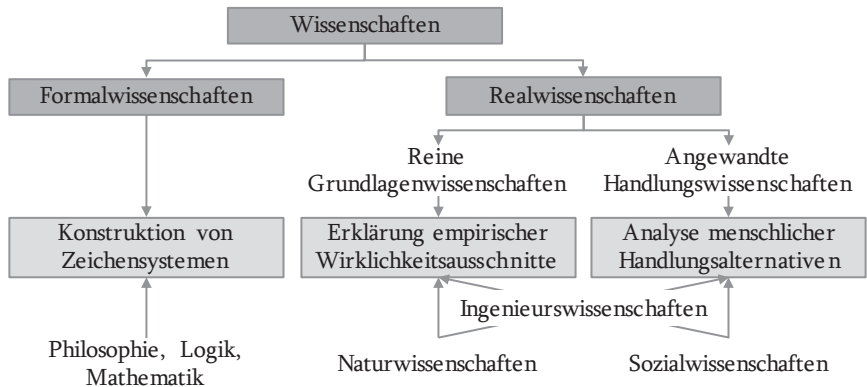 Wissenschaften
Formalwissenschaften
Realwissenschaften
Reine
Grundlagenwissenschaften
Angewandte
Handlungswissenschaften
Konstruktion von
Zeichensystemen
Erklärung empirischer
Wirklichkeitsausschnitte
Analyse menschlicher
Handlungsalternativen
Ingenieurswissenschaften
Philosophie, Logik,
Mathematik
Naturwissenschaften
Sozialwissenschaften